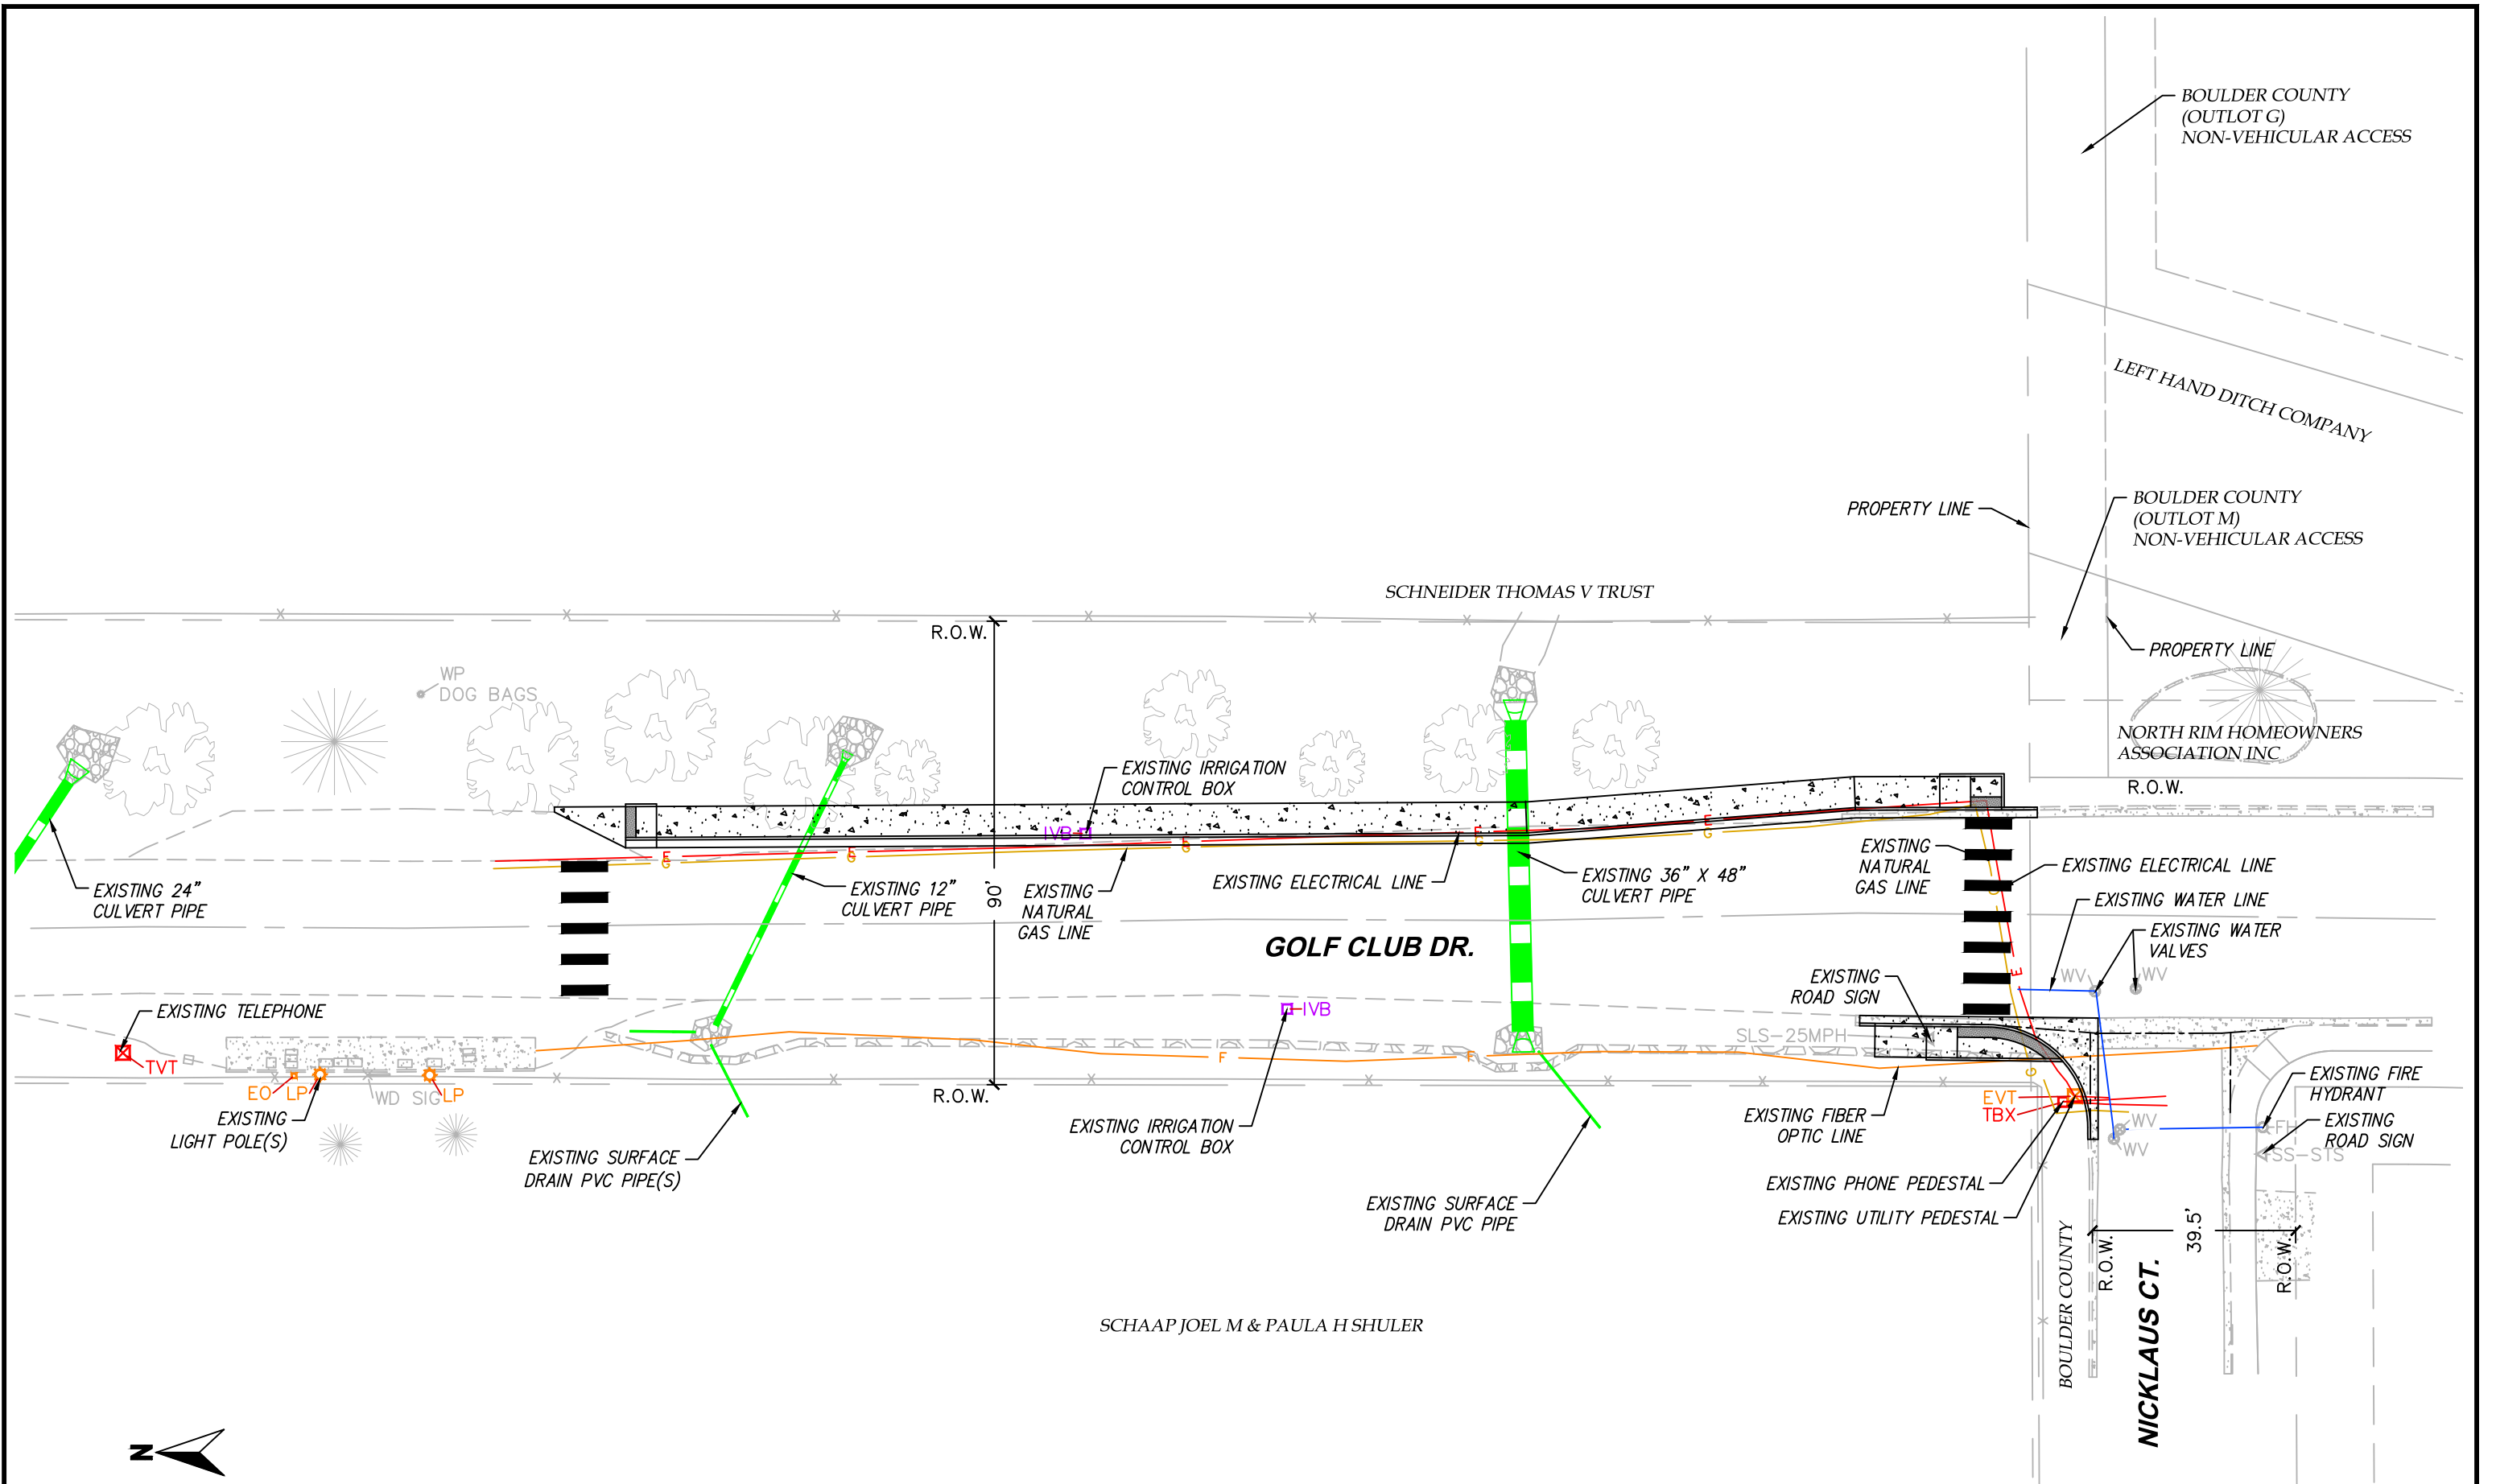 BOULDER COUNTY
(OUTLOT G)
NON-VEHICULAR ACCESS
LEFT HAND DITCH COMPANY
PROPERTY LINE
BOULDER COUNTY
(OUTLOT M)
NON-VEHICULAR ACCESS
SCHNEIDER THOMAS V TRUST
R.O.W.
PROPERTY LINE
WP
DOG BAGS
NORTH RIM HOMEOWNERS
ASSOCIATION INC
R.O.W.
EXISTING IRRIGATION
CONTROL BOX
IVB
E
E
E
E
G
G
G
G
G
EXISTING 24"
CULVERT PIPE
EXISTING 12"
CULVERT PIPE
90'
EXISTING
NATURAL
GAS LINE
EXISTING ELECTRICAL LINE
EXISTING 36" X 48"
CULVERT PIPE
EXISTING
NATURAL
GAS LINE
EXISTING ELECTRICAL LINE
EXISTING WATER LINE
EXISTING WATER
VALVES
GOLF CLUB DR.
EXISTING
ROAD SIGN
E
WV
WV
EXISTING TELEPHONE
IVB
SLS-25MPH
F
F
TVT
EO
LP
WD SIG
LP
R.O.W.
G
EVT
TBX
EXISTING
LIGHT POLE(S)
EXISTING IRRIGATION
CONTROL BOX
EXISTING FIBER
OPTIC LINE
EXISTING FIRE
HYDRANT
WV
FH
EXISTING
ROAD SIGN
WV
SS-STS
EXISTING SURFACE
DRAIN PVC PIPE(S)
EXISTING PHONE PEDESTAL
EXISTING SURFACE
DRAIN PVC PIPE
EXISTING UTILITY PEDESTAL
BOULDER COUNTY
R.O.W.
39.5'
R.O.W.
NICKLAUS CT.
SCHAAP JOEL M & PAULA H SHULER
N